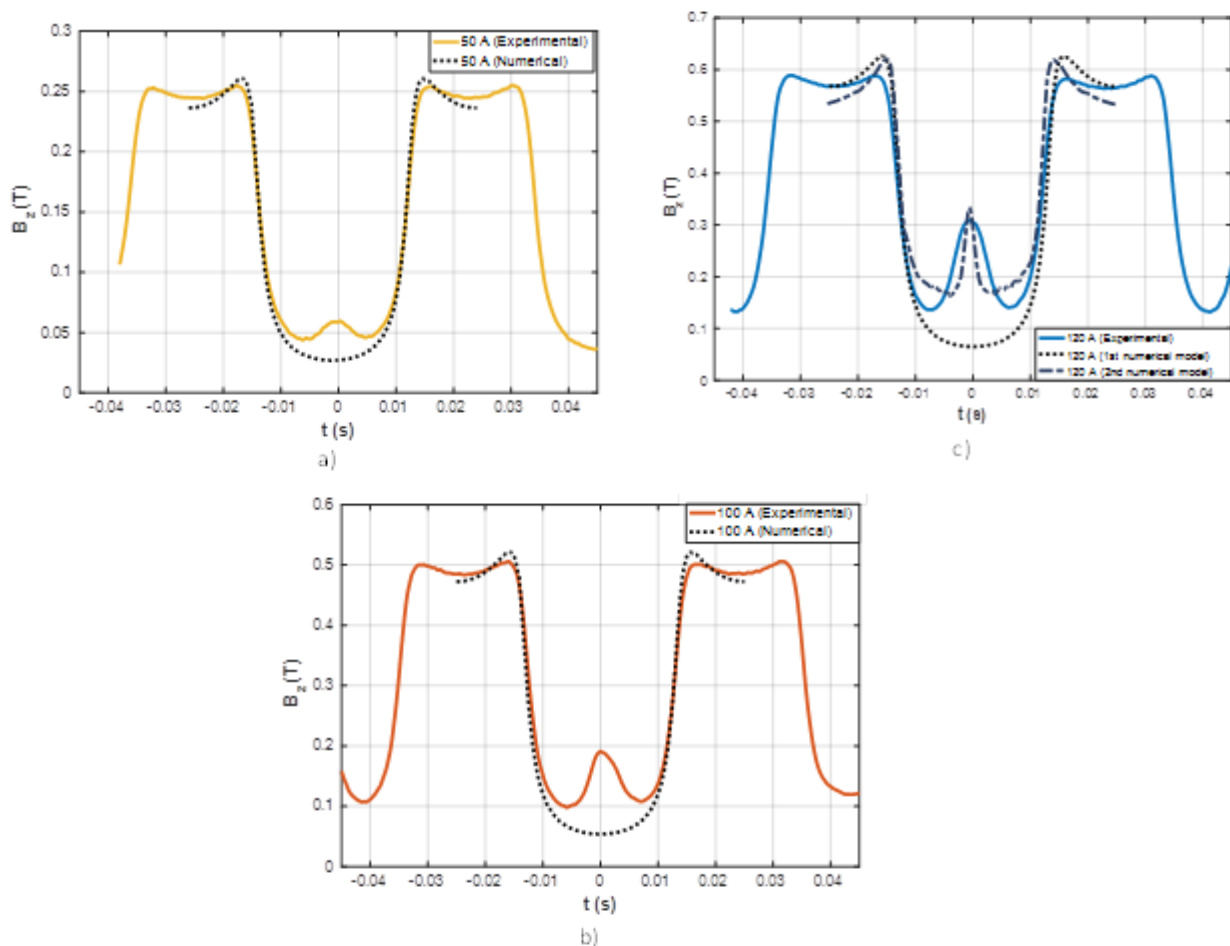 0.3
0.25
0.2
0.15
0.1
0.05
0
B_z(T)
50 A (Experimental)
50 A (Numerical)
-0.04 -0.03 -0.02 -0.01 0 0.01 0.02 0.03 0.04
t (s)
a)
0.7
0.6
0.5
0.4
0.3
0.2
0.1
0
B_z(T)
120 A (Experimental)
120 A (1st numerical model)
120 A (2nd numerical model)
-0.04 -0.03 -0.02 -0.01 0 0.01 0.02 0.03 0.04
t (s)
c)
0.6
0.5
0.4
0.3
0.2
0.1
0
B_z(T)
100 A (Experimental)
100 A (Numerical)
-0.04 -0.03 -0.02 -0.01 0 0.01 0.02 0.03 0.04
t (s)
b)